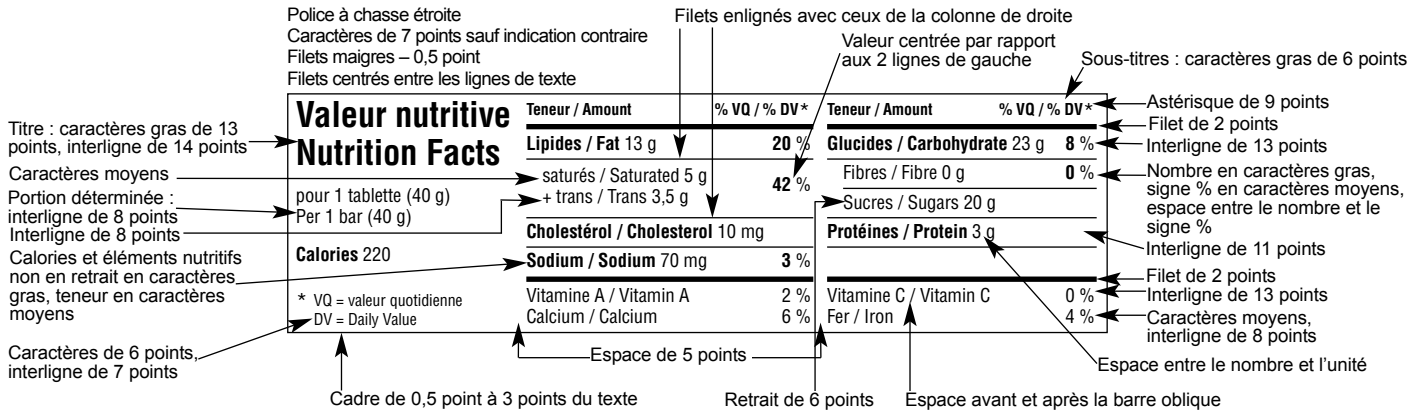 Police à chasse étroite
Caractères de 7 points sauf indication contraire
Filets maigres – 0,5 point
Filets centrés entre les lignes de texte
Filets enlignés avec ceux de la colonne de droite
Valeur centrée par rapport
aux 2 lignes de gauche
Sous-titres : caractères gras de 6 points
Titre : caractères gras de 13
points, interligne de 14 points
Caractères moyens
Portion déterminée :
interligne de 8 points
Interligne de 8 points
Calories et éléments nutritifs
non en retrait en caractères
gras, teneur en caractères
moyens
Caractères de 6 points,
interligne de 7 points
Valeur nutritive
Nutrition Facts
pour 1 tablette (40 g)
Per 1 bar (40 g)
Calories 220
* VQ = valeur quotidienne
DV = Daily Value
Teneur / Amount % VQ / % DV*
Lipides / Fat 13 g 20 %
saturés / Saturated 5 g
+ trans / Trans 3,5 g
42 %
Cholestérol / Cholesterol 10 mg
Sodium / Sodium 70 mg 3 %
Vitamine A / Vitamin A 2 %
Calcium / Calcium 6 %
Teneur / Amount % VQ / % DV*
Glucides / Carbohydrate 23 g 8 %
Fibres / Fibre 0 g 0 %
Sucres / Sugars 20 g
Protéines / Protein 3 g
Vitamine C / Vitamin C 0 %
Fer / Iron 4 %
Astérisque de 9 points
Filet de 2 points
Interligne de 13 points
Nombre en caractères gras,
signe % en caractères moyens,
espace entre le nombre et le
signe %
Interligne de 11 points
Filet de 2 points
Interligne de 13 points
Caractères moyens,
interligne de 8 points
Espace entre le nombre et l'unité
Espace de 5 points
Cadre de 0,5 point à 3 points du texte
Retrait de 6 points
Espace avant et après la barre oblique